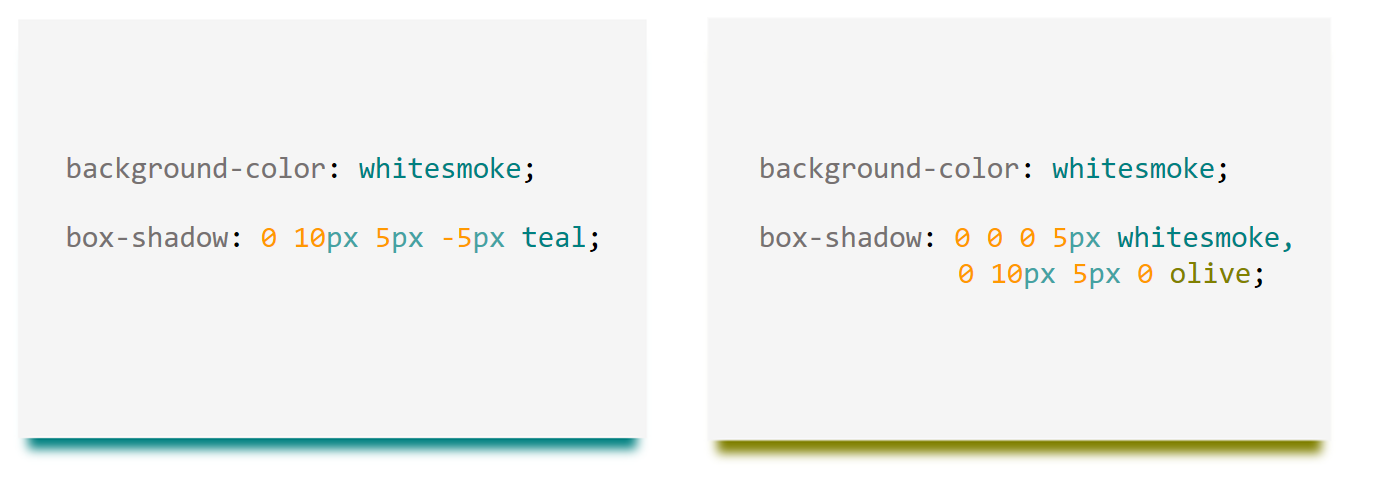 background-color: whitesmoke;
box-shadow: 0 10px 5px -5px teal;
background-color: whitesmoke;
box-shadow: 0 0 0 5px whitesmoke,
0 10px 5px 0 olive;